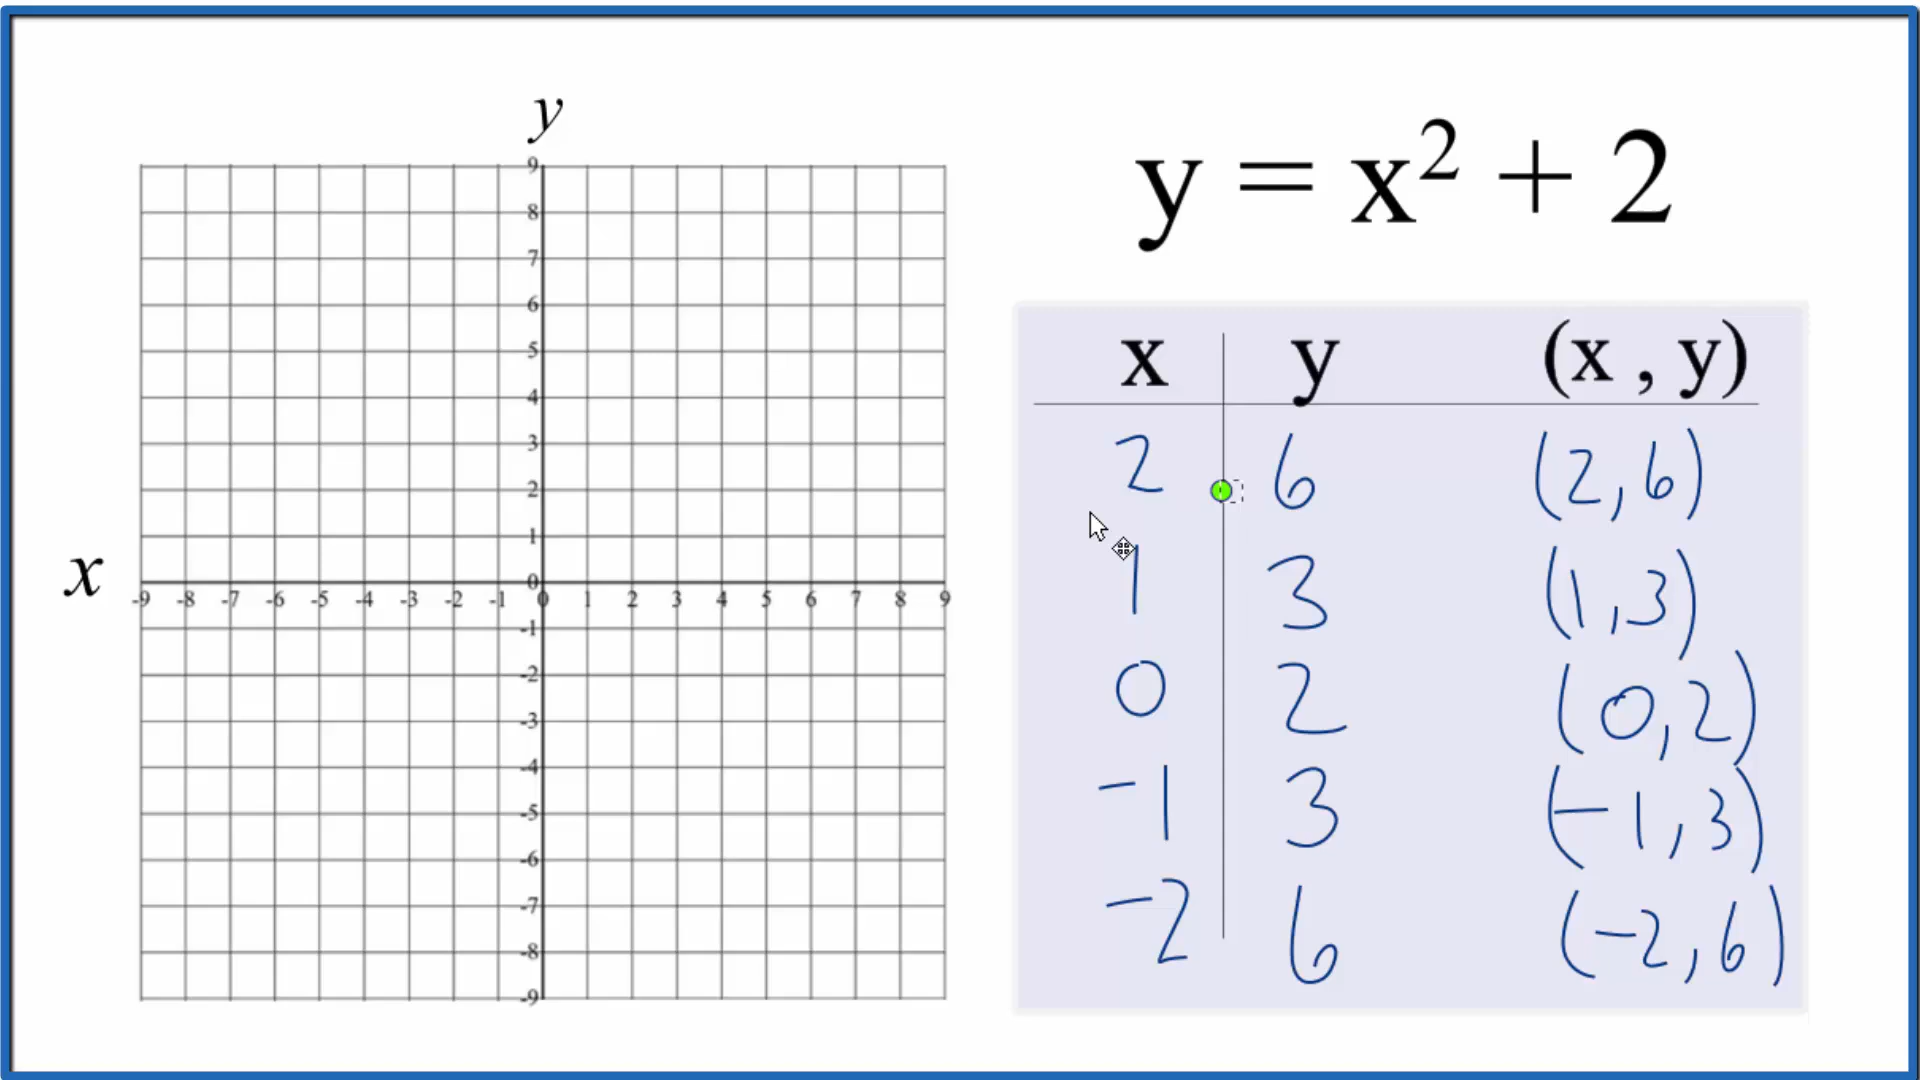 y
9
8
7
6
5
4
3
2
1
0
x
-9 -8 -7 -6 -5 -4 -3 -2 -1 0 1 2 3 4 5 6 7 8 9
-1
-2
-3
-4
-5
-6
-7
-8
-9
y = x² + 2
x y (x , y)
2 6 (2,6)
1 3 (1,3)
0 2 (0,2)
-1 3 (-1,3)
-2 6 (-2,6)